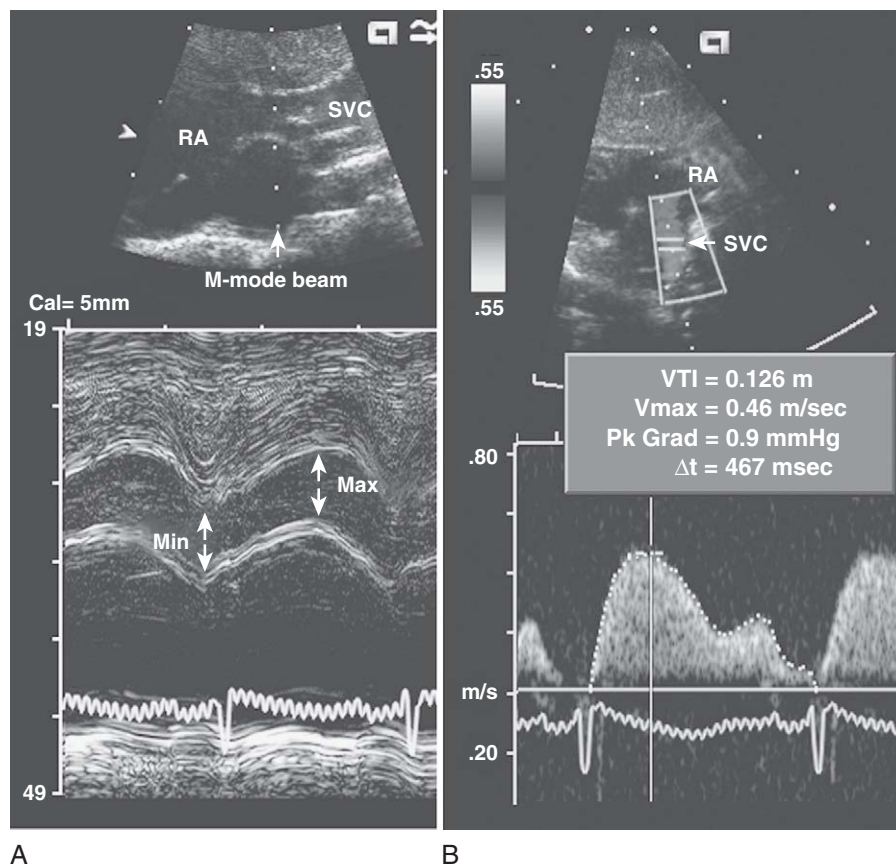 RA
SVC
M-mode beam
Cal= 5mm
19
Max
Min
49
A
.55
.55
RA
SVC
VTI = 0.126 m
Vmax = 0.46 m/sec
Pk Grad = 0.9 mmHg
Δt = 467 msec
.80
m/s
.20
B